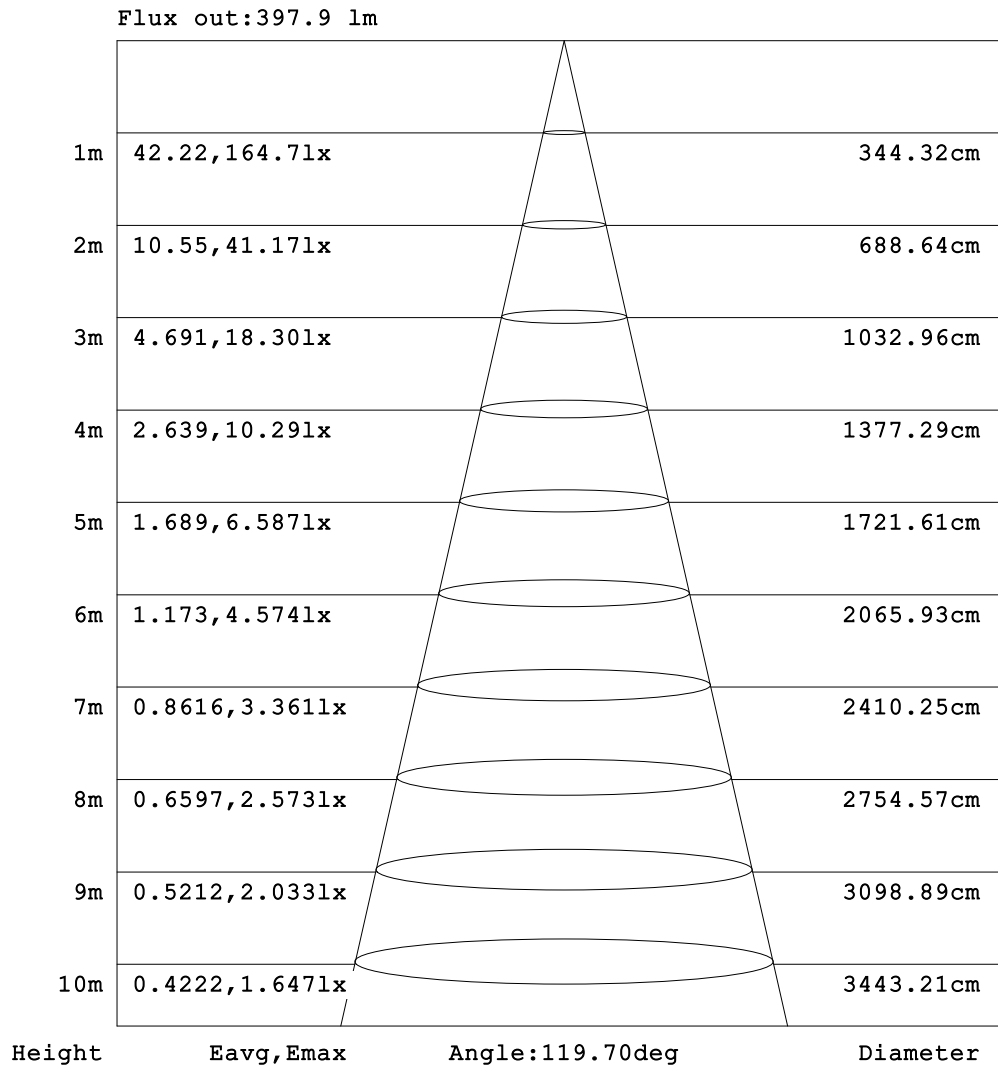 Flux out:397.9 lm
1m 42.22,164.7lx 344.32cm
2m 10.55,41.17lx 688.64cm
3m 4.691,18.30lx 1032.96cm
4m 2.639,10.29lx 1377.29cm
5m 1.689,6.587lx 1721.61cm
6m 1.173,4.574lx 2065.93cm
7m 0.8616,3.361lx 2410.25cm
8m 0.6597,2.573lx 2754.57cm
9m 0.5212,2.033lx 3098.89cm
10m 0.4222,1.647lx 3443.21cm
Height Eavg,Emax Angle:119.70deg Diameter